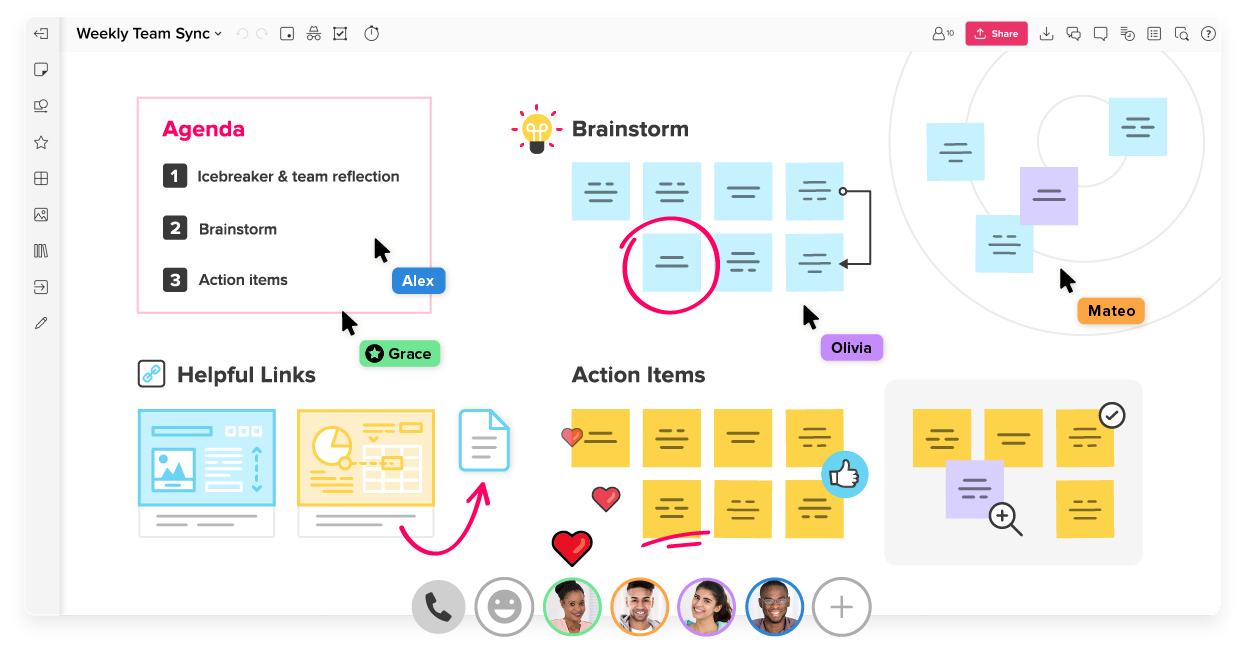 Weekly Team Sync
10
Share
Agenda
1 Icebreaker & team reflection
2 Brainstorm
3 Action items
Alex
Grace
Brainstorm
Olivia
Mateo
Helpful Links
Action Items